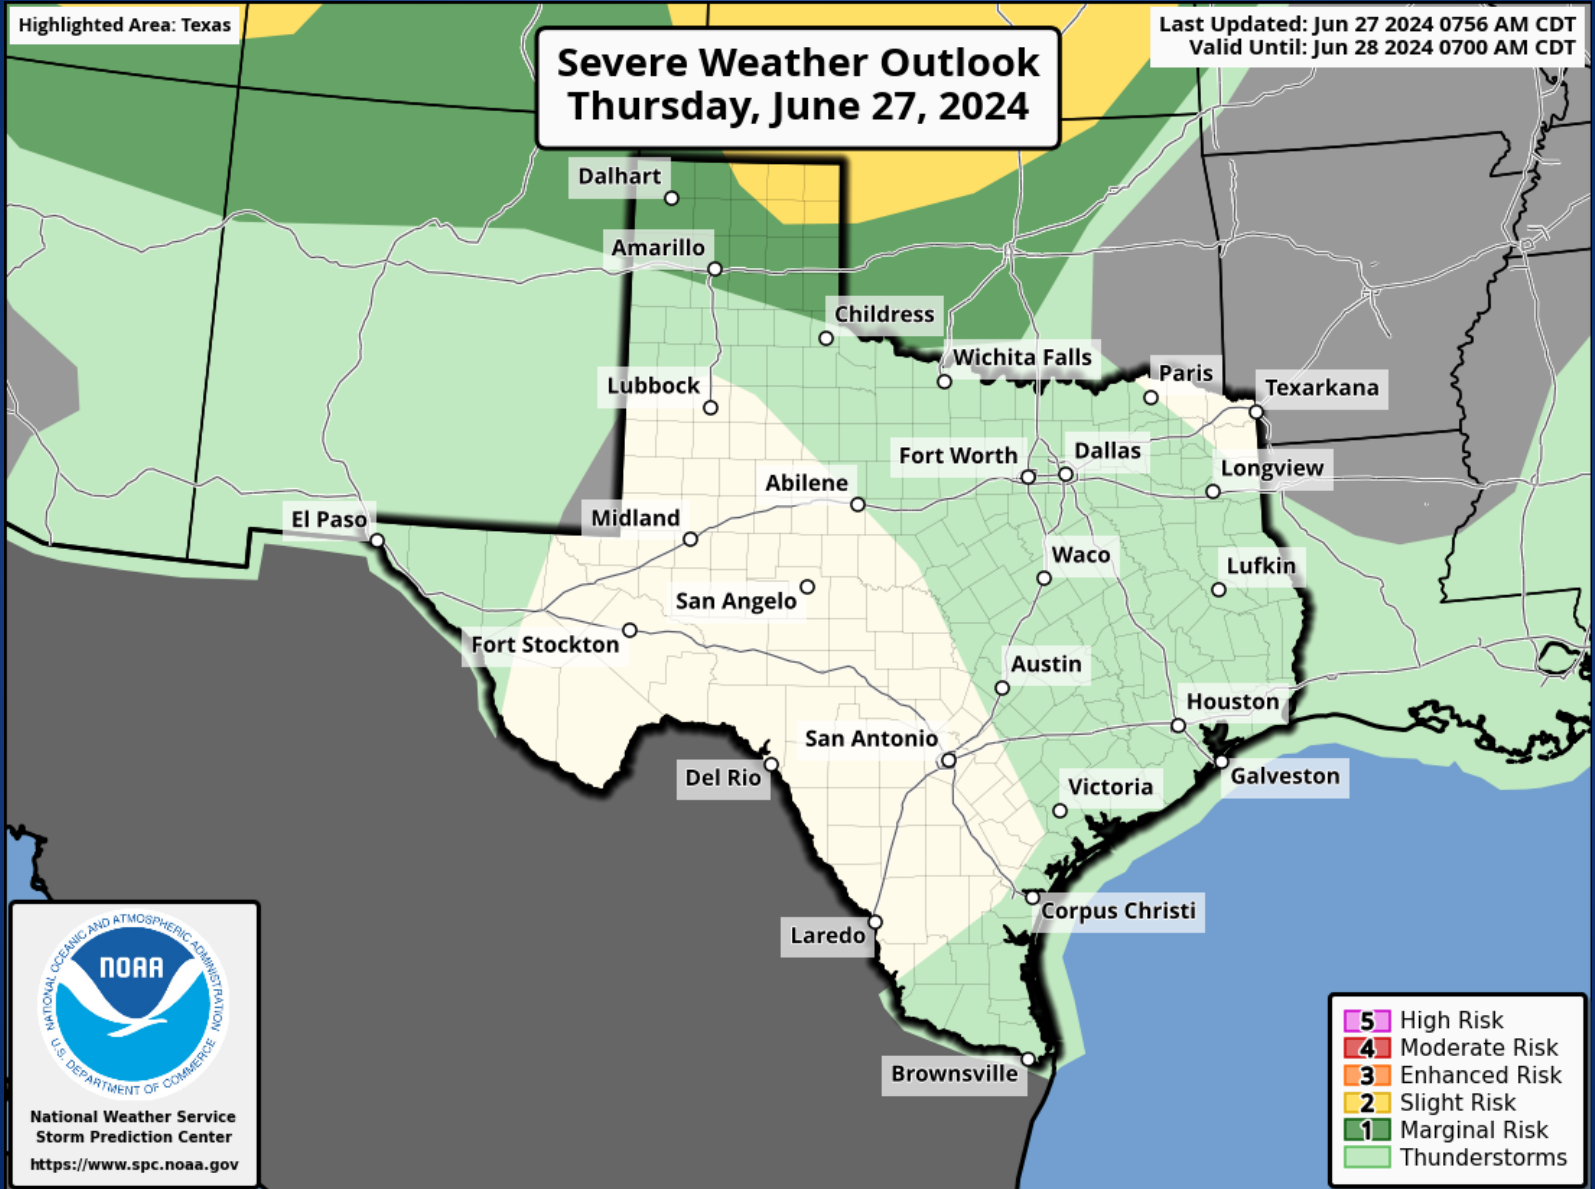 Highlighted Area: Texas
Last Updated: Jun 27 2024 0756 AM CDT
Valid Until: Jun 28 2024 0700 AM CDT
Severe Weather Outlook
Thursday, June 27, 2024
Dalhart
Amarillo
Childress
Wichita Falls
Paris
Texarkana
Lubbock
Fort Worth
Dallas
Longview
Abilene
El Paso
Midland
Waco
Lufkin
San Angelo
Fort Stockton
Austin
Houston
San Antonio
Del Rio
Galveston
Victoria
Corpus Christi
Laredo
Brownsville
NATIONAL OCEANIC AND ATMOSPHERIC ADMINISTRATION
NOAA
U.S. DEPARTMENT OF COMMERCE
National Weather Service
Storm Prediction Center
https://www.spc.noaa.gov
5 High Risk
4 Moderate Risk
3 Enhanced Risk
2 Slight Risk
1 Marginal Risk
Thunderstorms